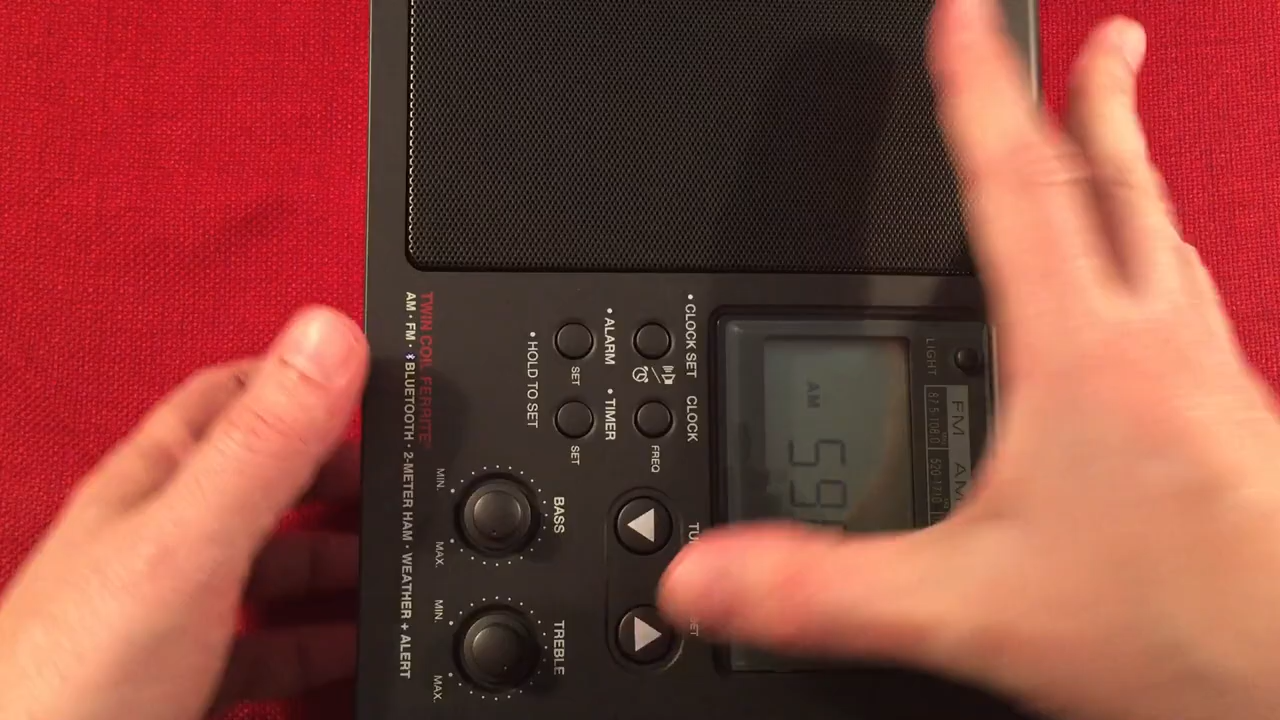 LIGHT
FM AM
87.5-108.0 520-1710
AM
CLOCK SET CLOCK
FREQ
• ALARM • TIMER
SET SET
• HOLD TO SET
BASS
MIN. MAX.
TREBLE
MIN. MAX.
TWIN COIL FERRITE
AM • FM • BLUETOOTH • 2-METER HAM • WEATHER + ALERT